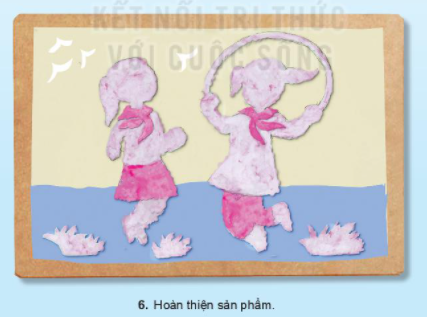 KẾT NỐI TRI THỨC
VỚI CUỘC SỐNG
6. Hoàn thiện sản phẩm.